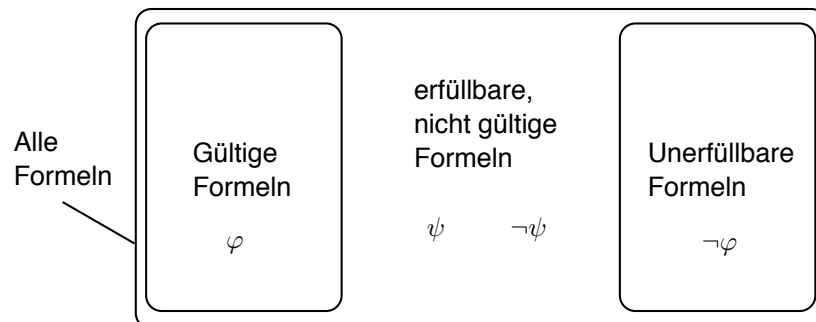 Alle
Formeln
Gültige
Formeln
φ
erfüllbare,
nicht gültige
Formeln
ψ ¬ψ
Unerfüllbare
Formeln
¬φ